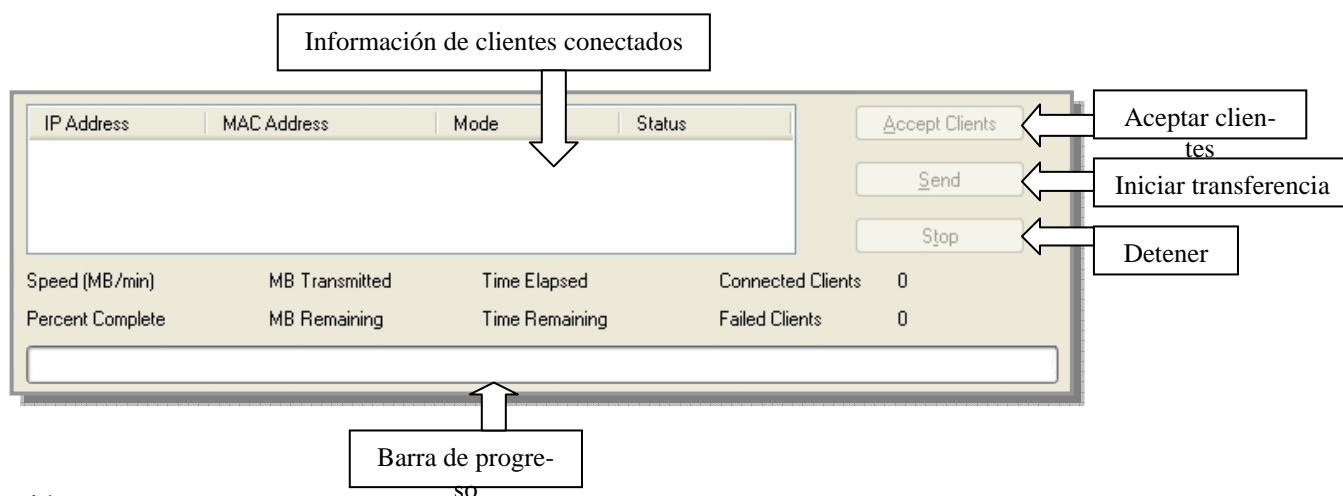 Información de clientes conectados
IP Address MAC Address Mode Status
Accept Clients
Aceptar clien-
tes
Send
Iniciar transferencia
Stop
Detener
Speed (MB/min) MB Transmitted Time Elapsed Connected Clients 0
Percent Complete MB Remaining Time Remaining Failed Clients 0
Barra de progre-
so